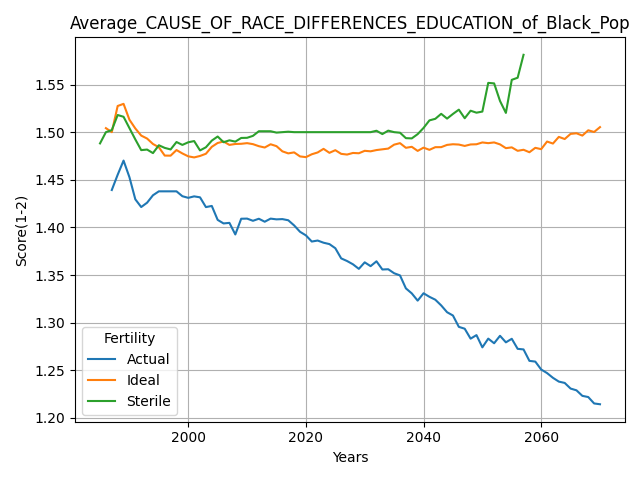 Average_CAUSE_OF_RACE_DIFFERENCES_EDUCATION_of_Black_Pop
1.55
1.50
1.45
1.40
1.35
1.30
1.25
1.20
Score(1-2)
Fertility
Actual
Ideal
Sterile
2000 2020 2040 2060
Years